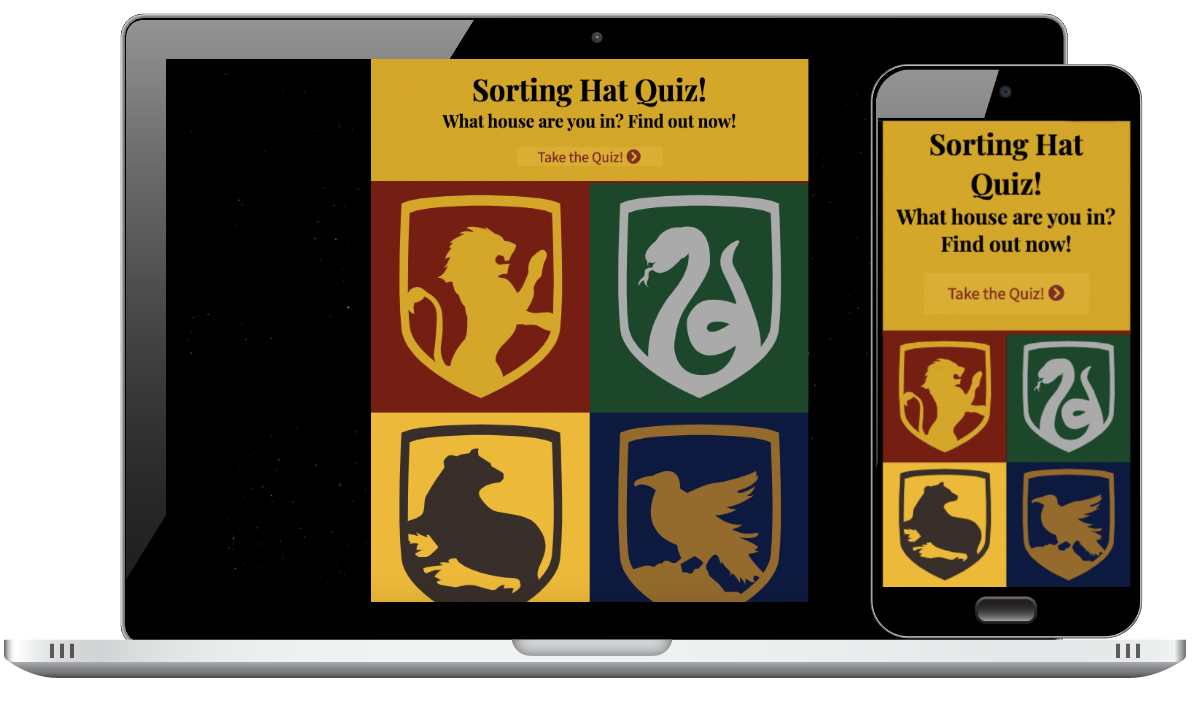 Sorting Hat Quiz!
What house are you in? Find out now!
Take the Quiz!
Sorting Hat
Quiz!
What house are you in?
Find out now!
Take the Quiz!